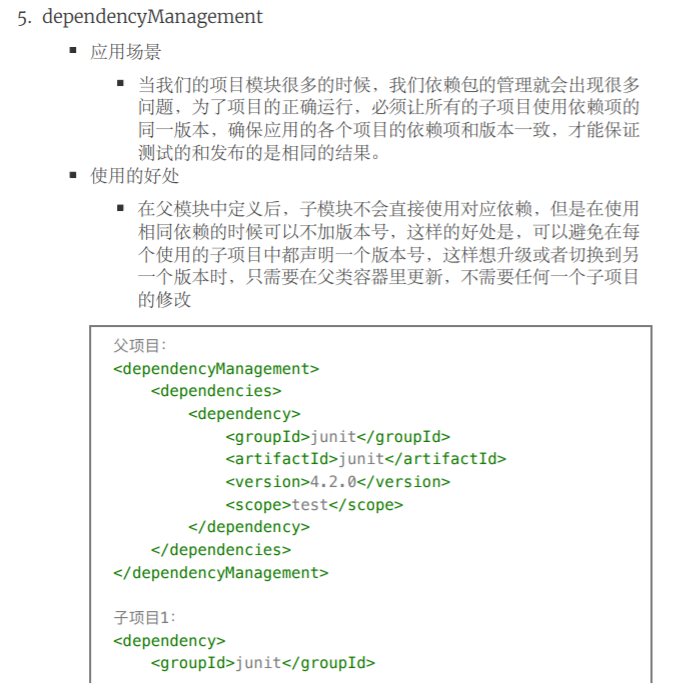 5. dependencyManagement
▪ 应用场景
▪ 当我们的项目模块很多的时候，我们依赖包的管理就会出现很多
问题，为了项目的正确运行，必须让所有的子项目使用依赖项的
同一版本，确保应用的各个项目的依赖项和版本一致，才能保证
测试的和发布的是相同的结果。
▪ 使用的好处
▪ 在父模块中定义后，子模块不会直接使用对应依赖，但是在使用
相同依赖的时候可以不加版本号，这样的好处是，可以避免在每
个使用的子项目中都声明一个版本号，这样想升级或者切换到另
一个版本时，只需要在父类容器里更新，不需要任何一个子项目
的修改
父项目：
<dependencyManagement>
    <dependencies>
        <dependency>
            <groupId>junit</groupId>
            <artifactId>junit</artifactId>
            <version>4.2.0</version>
            <scope>test</scope>
        </dependency>
    </dependencies>
</dependencyManagement>
子项目1：
<dependency>
    <groupId>junit</groupId>